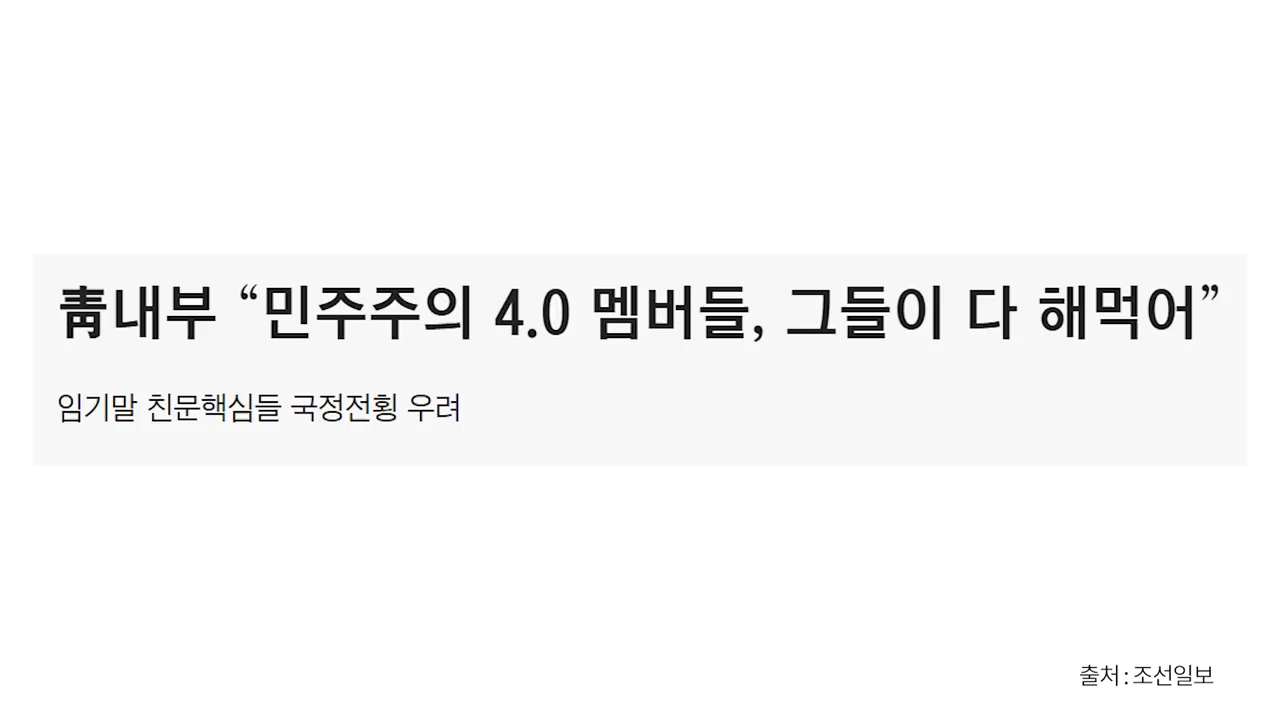 靑내부 “민주주의 4.0 멤버들, 그들이 다 해먹어”
임기말 친문핵심들 국정전횡 우려
출처 : 조선일보